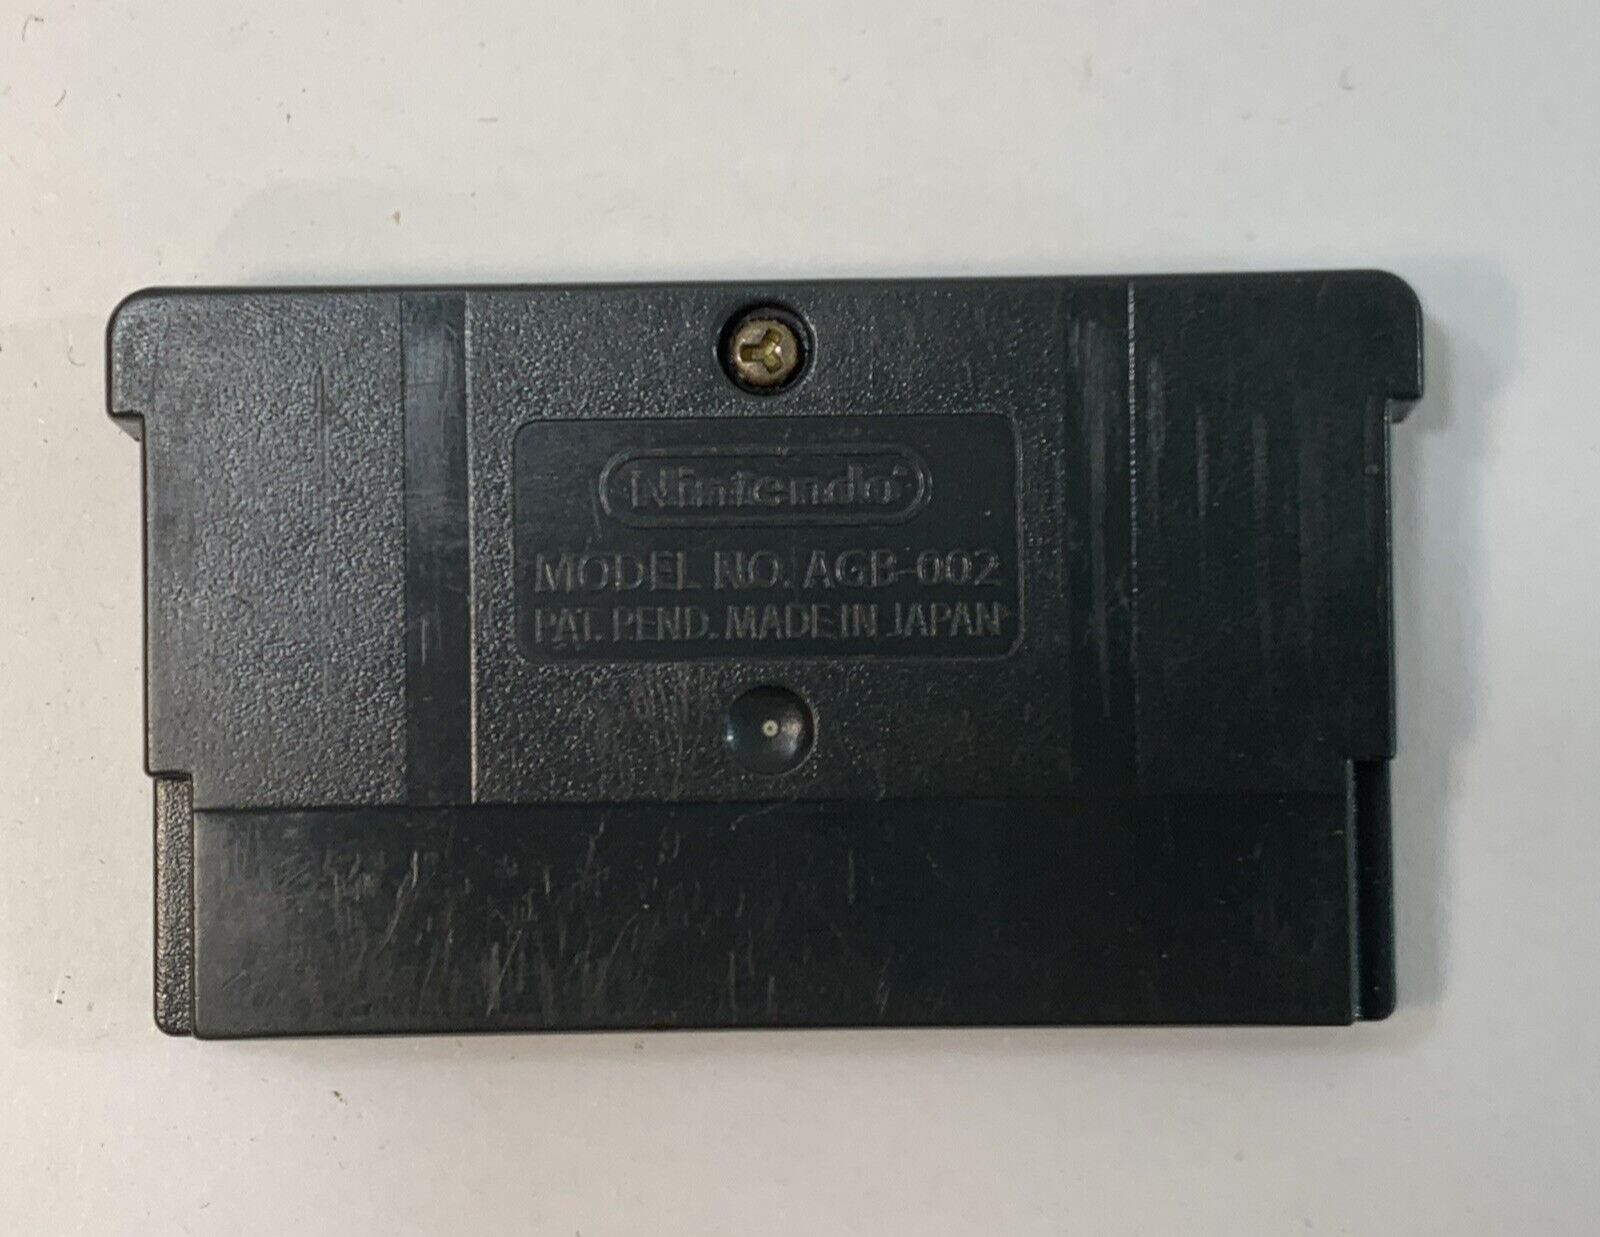 Nintendo
MODEL NO. AGB-002
PAT. PEND. MADE IN JAPAN